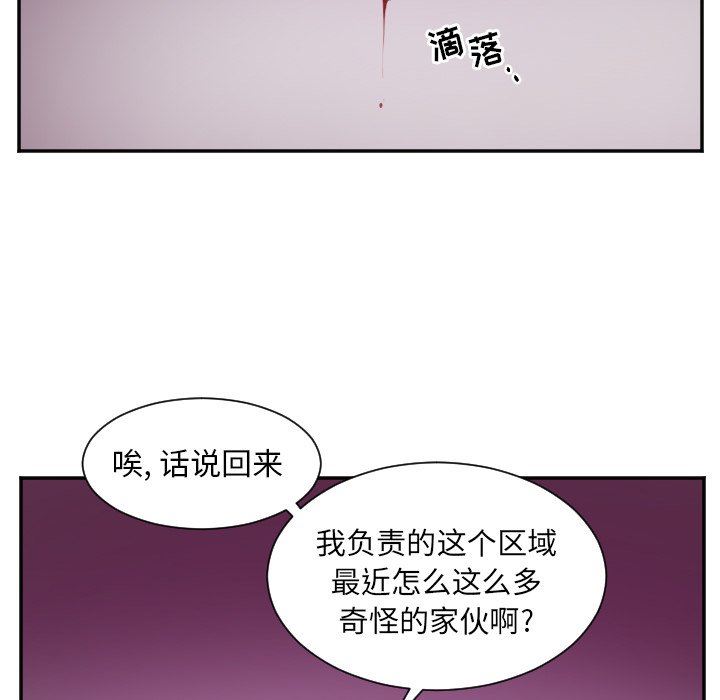 滴落..
唉, 话说回来
我负责的这个区域
最近怎么这么多
奇怪的家伙啊?